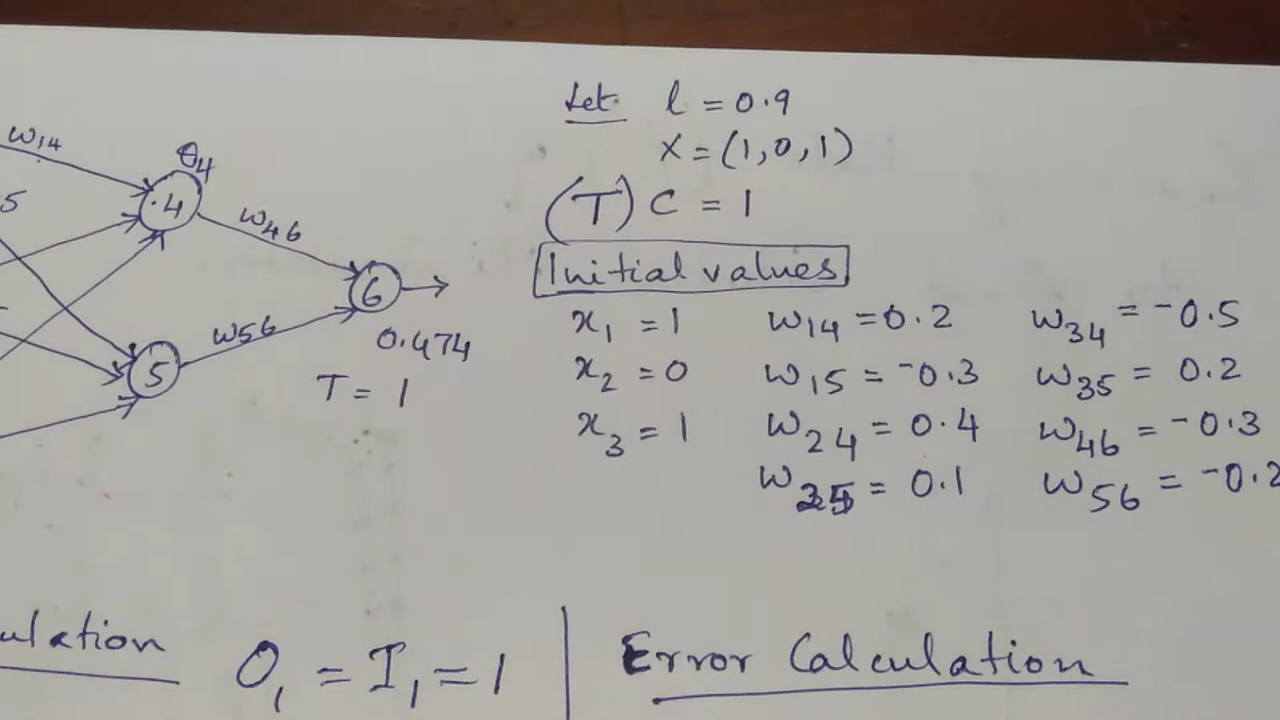 Let l = 0.9
X = (1, 0, 1)
(T) C = 1
Initial values
x1 = 1 w14 = 0.2 w34 = -0.5
x2 = 0 w15 = -0.3 w35 = 0.2
x3 = 1 w24 = 0.4 w46 = -0.3
w25 = 0.1 w56 = -0.2
w14
θ4
5
4
w46
6
w56
0.474
5
T = 1
ulation O1 = I1 = 1
Error Calculation